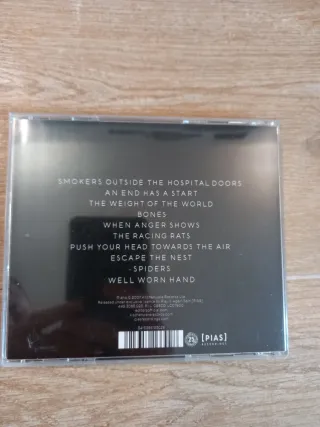 SMOKERS OUTSIDE THE HOSPITAL DOORS
AN END HAS A START
THE WEIGHT OF THE WORLD
BONES
WHEN ANGER SHOWS
THE RACING RATS
PUSH YOUR HEAD TOWARDS THE AIR
ESCAPE THE NEST
SPIDERS
WELL WORN HAND
[PIAS]